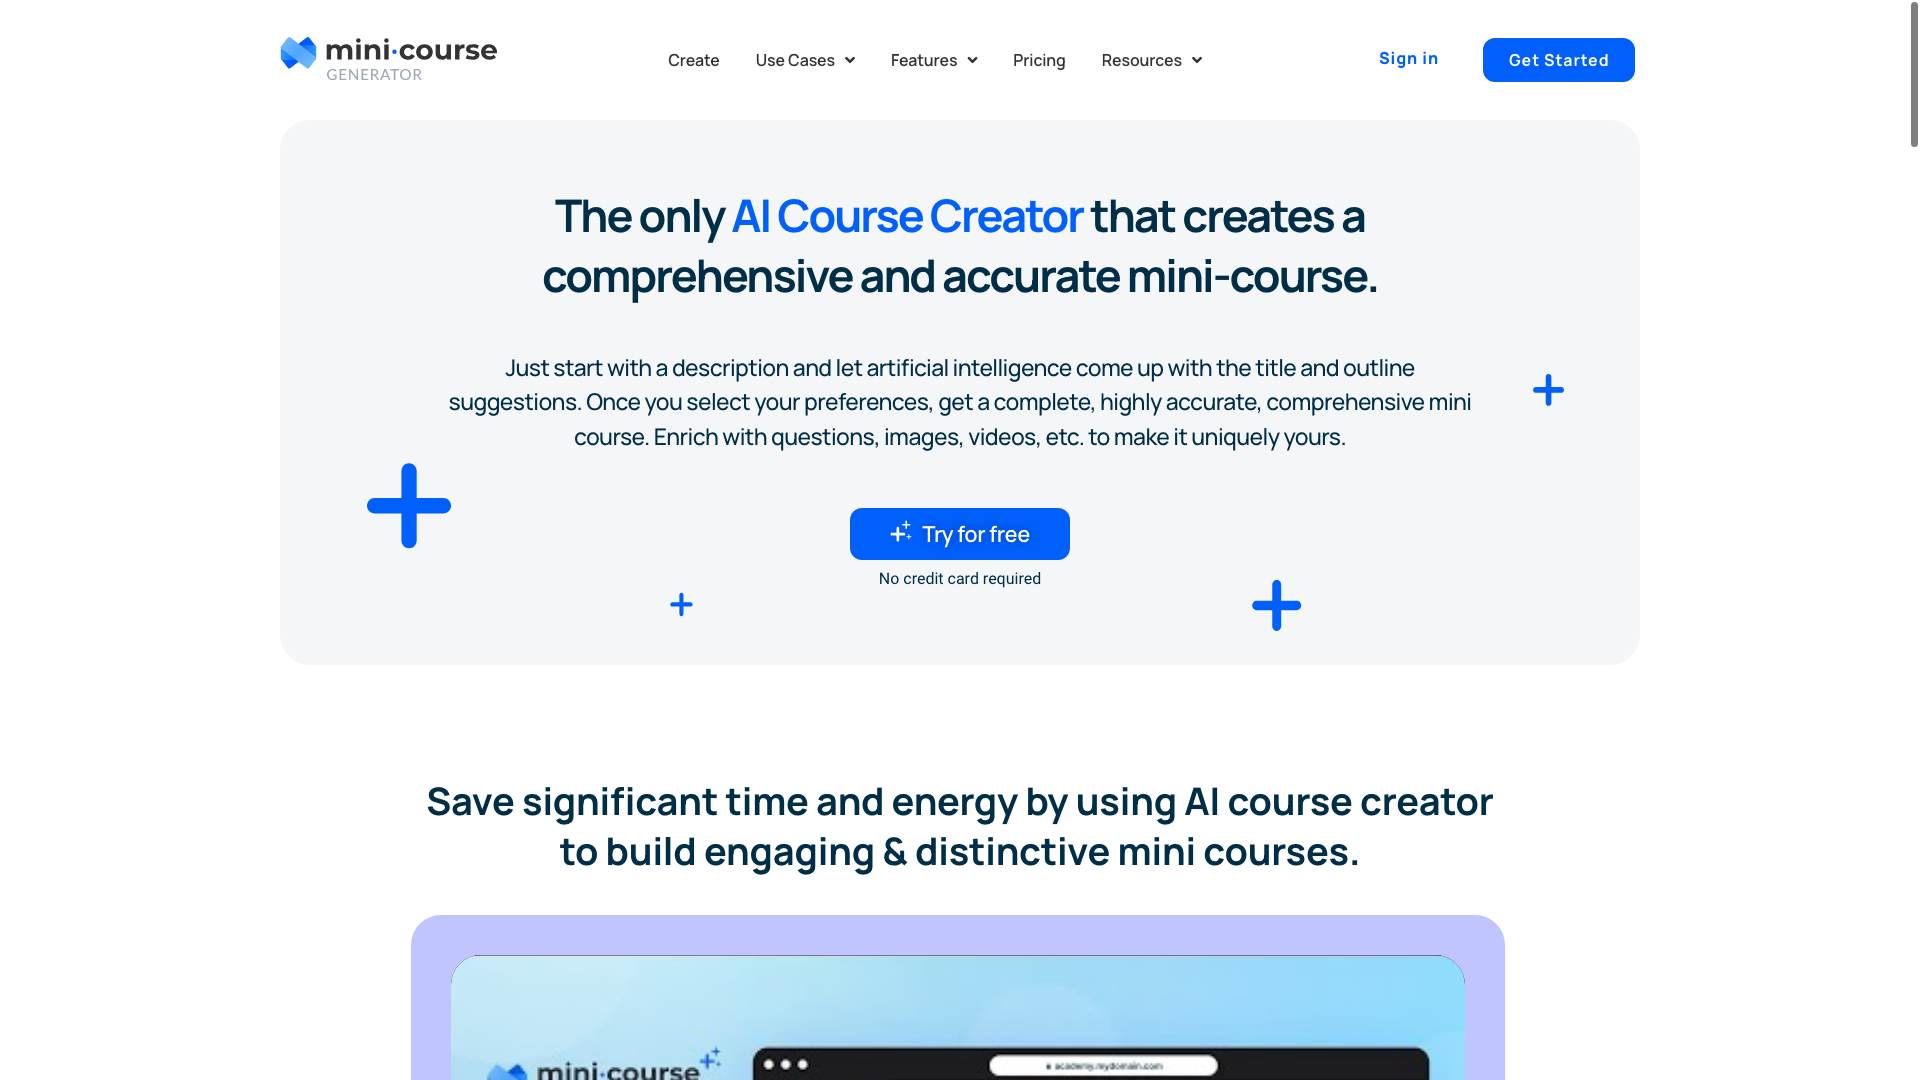 mini·course
GENERATOR
Create
Use Cases
Features
Pricing
Resources
Sign in
Get Started
The only AI Course Creator that creates a
comprehensive and accurate mini-course.
Just start with a description and let artificial intelligence come up with the title and outline
suggestions. Once you select your preferences, get a complete, highly accurate, comprehensive mini
course. Enrich with questions, images, videos, etc. to make it uniquely yours.
Try for free
No credit card required
Save significant time and energy by using AI course creator
to build engaging & distinctive mini courses.
mini·course
academy.mydomain.com